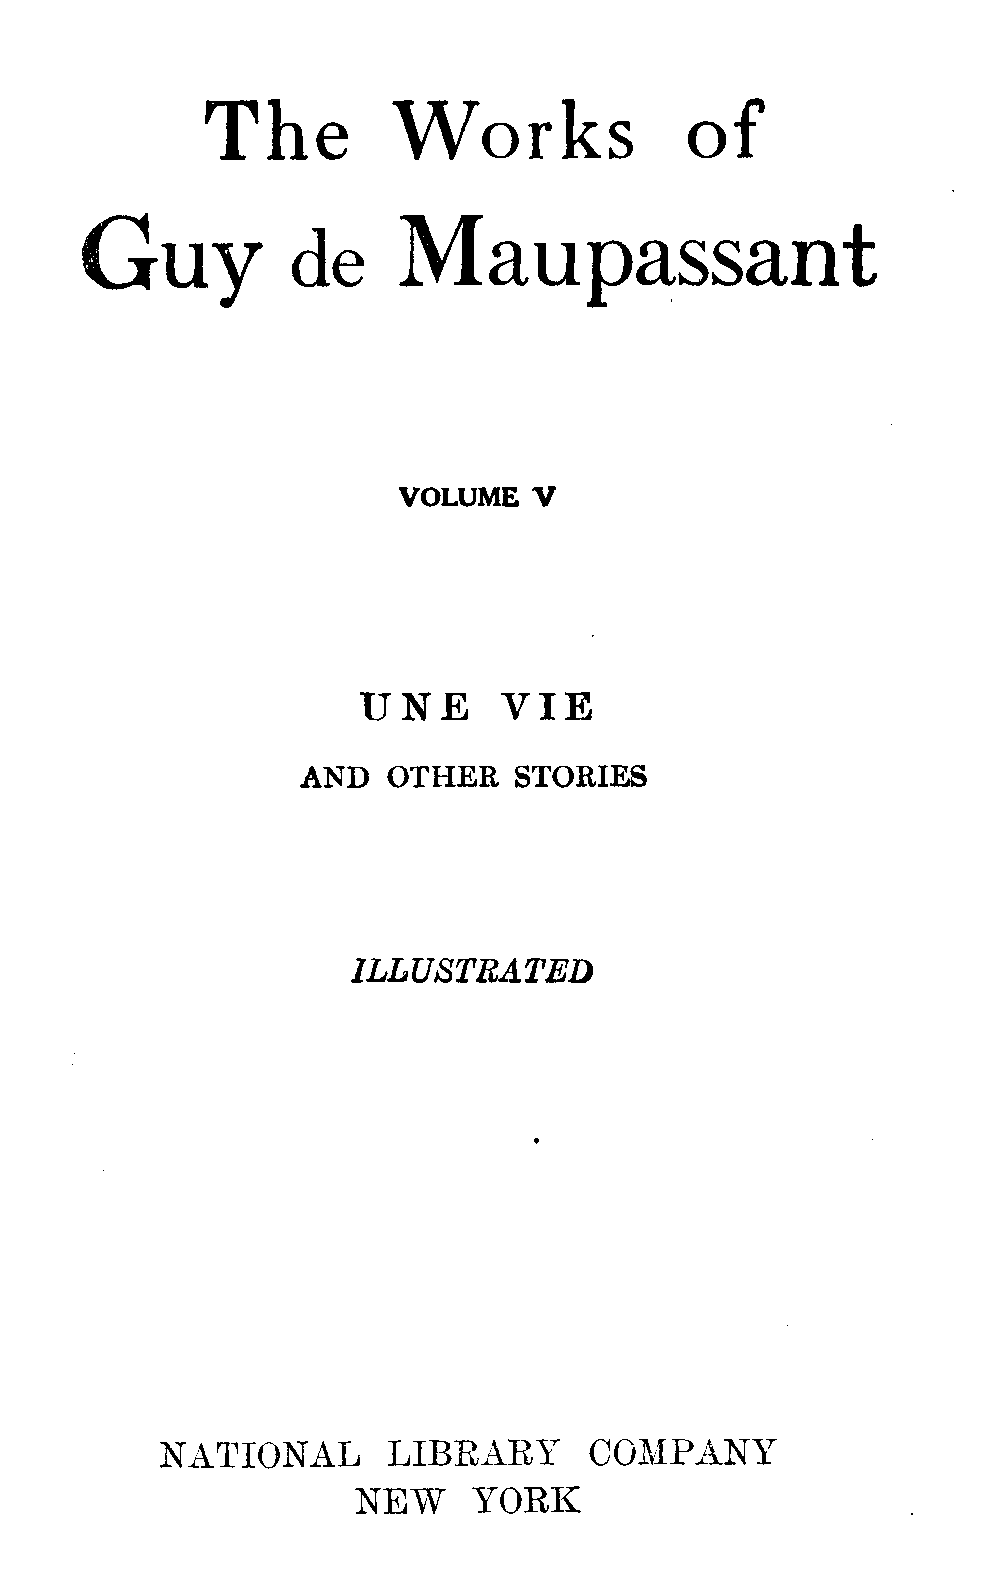 The Works of
Guy de Maupassant
VOLUME V
UNE VIE
AND OTHER STORIES
ILLUSTRATED
NATIONAL LIBRARY COMPANY
NEW YORK